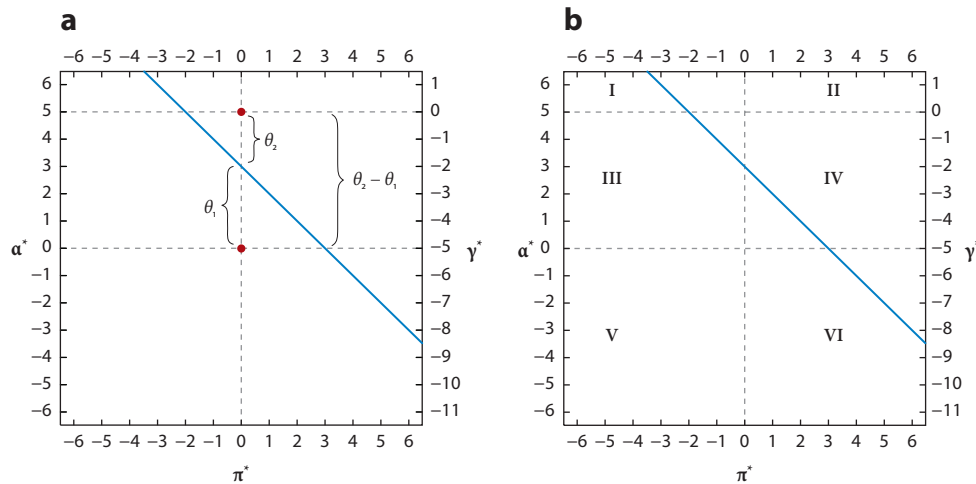 a
b
−6 −5 −4 −3 −2 −1 0 1 2 3 4 5 6
−6 −5 −4 −3 −2 −1 0 1 2 3 4 5 6
6 1 6 1
I II
5 0 5 0
4 −1 4 −1
θ₂
3 −2 3 −2
θ₂ − θ₁
III IV
2 −3 2 −3
θ₁
1 −4 1 −4
α* 0 −5 γ* α* 0 −5 γ*
−1 −6 −1 −6
−2 −7 −2 −7
−3 −8 −3 −8
V VI
−4 −9 −4 −9
−5 −10 −5 −10
−6 −11 −6 −11
−6 −5 −4 −3 −2 −1 0 1 2 3 4 5 6
−6 −5 −4 −3 −2 −1 0 1 2 3 4 5 6
π*
π*